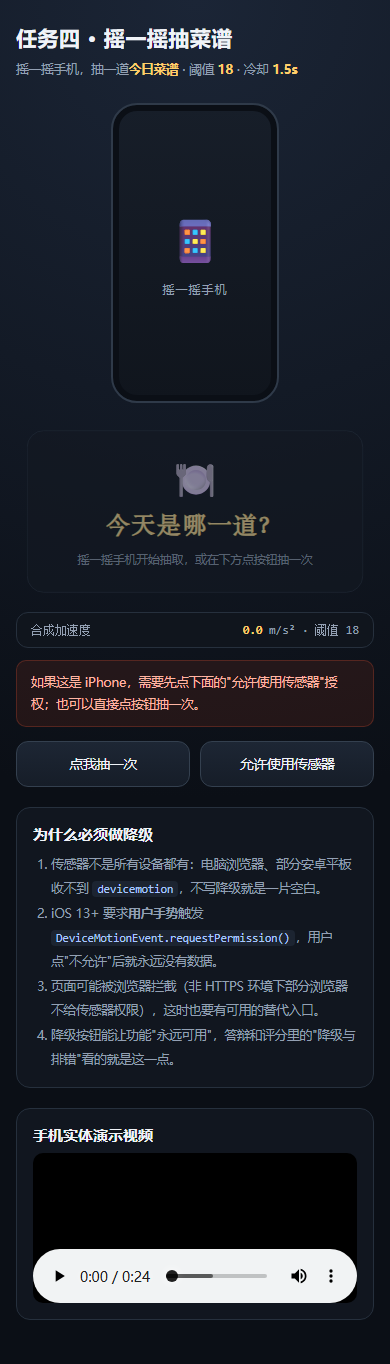 任务四・摇一摇抽菜谱
摇一摇手机，抽一道今日菜谱 · 阈值 18 · 冷却 1.5s
摇一摇手机
今天是哪一道？
摇一摇手机开始抽取，或在下方点按钮抽一次
合成加速度 0.0 m/s² · 阈值 18
如果这是 iPhone，需要先点下面的"允许使用传感器"授
权；也可以直接点按钮抽一次。
点我抽一次 允许使用传感器
为什么必须做降级
1. 传感器不是所有设备都有：电脑浏览器、部分安卓平板
收不到 devicemotion，不写降级就是一片空白。
2. iOS 13+ 要求用户手势触发
DeviceMotionEvent.requestPermission()，用户
点"不允许"后就永远没有数据。
3. 页面可能被浏览器拦截（非 HTTPS 环境下部分浏览器
不给传感器权限），这时也要有可用的替代入口。
4. 降级按钮能让功能"永远可用"，答辩和评分里的"降级与
排错"看的就是这一点。
手机实体演示视频
0:00 / 0:24